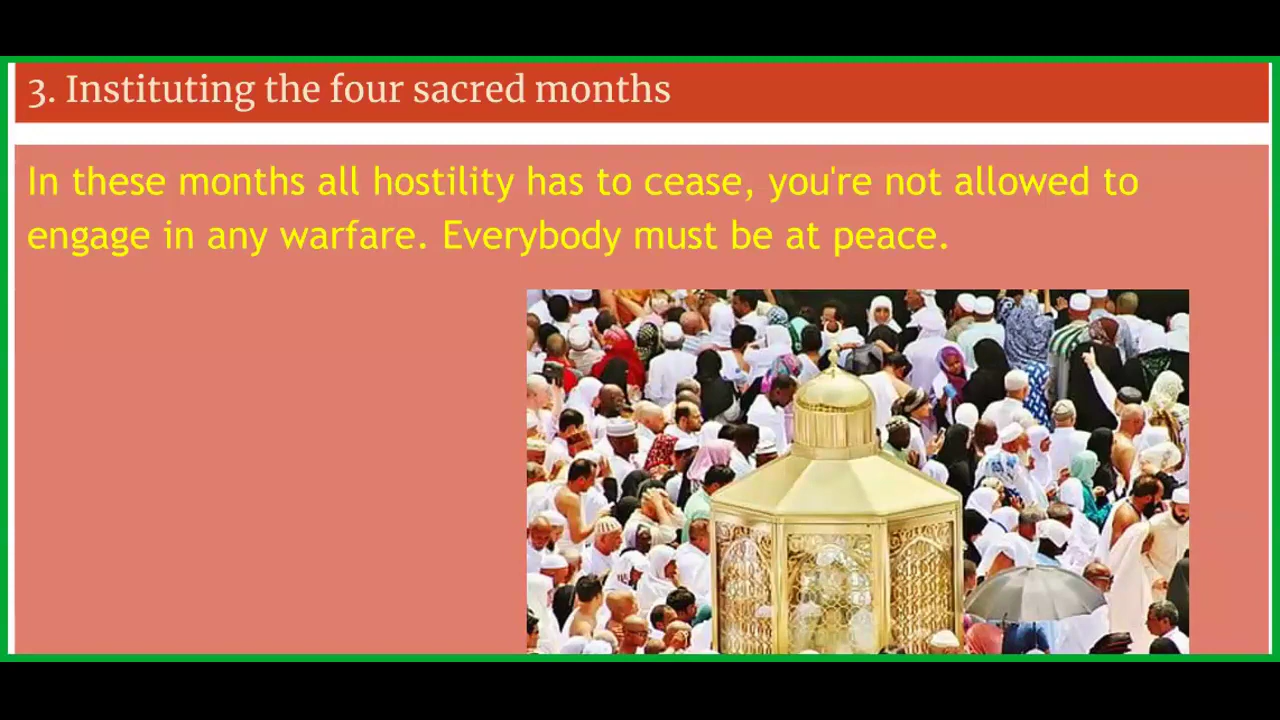 3. Instituting the four sacred months
In these months all hostility has to cease, you're not allowed to
engage in any warfare. Everybody must be at peace.